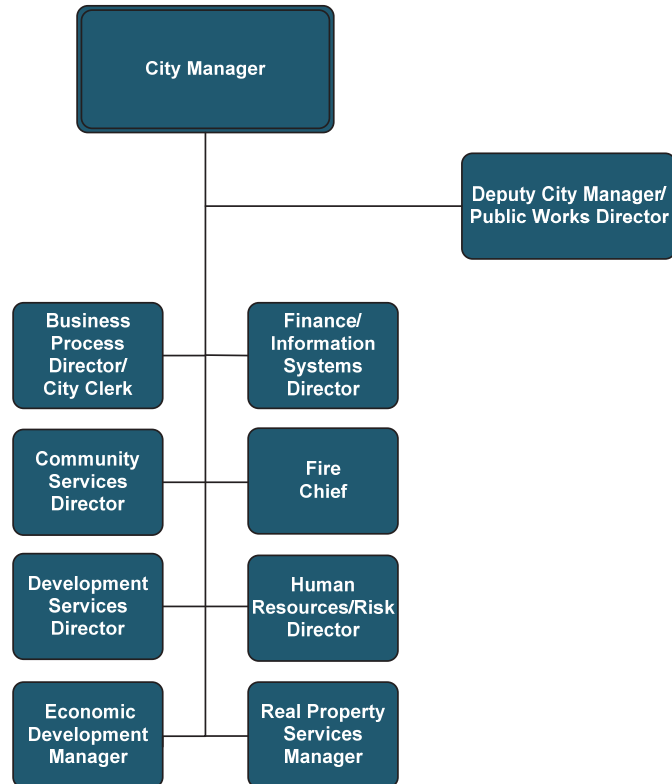 City Manager
Deputy City Manager/
Public Works Director
Business
Process
Director/
City Clerk
Finance/
Information
Systems
Director
Community
Services
Director
Fire
Chief
Development
Services
Director
Human
Resources/Risk
Director
Economic
Development
Manager
Real Property
Services
Manager